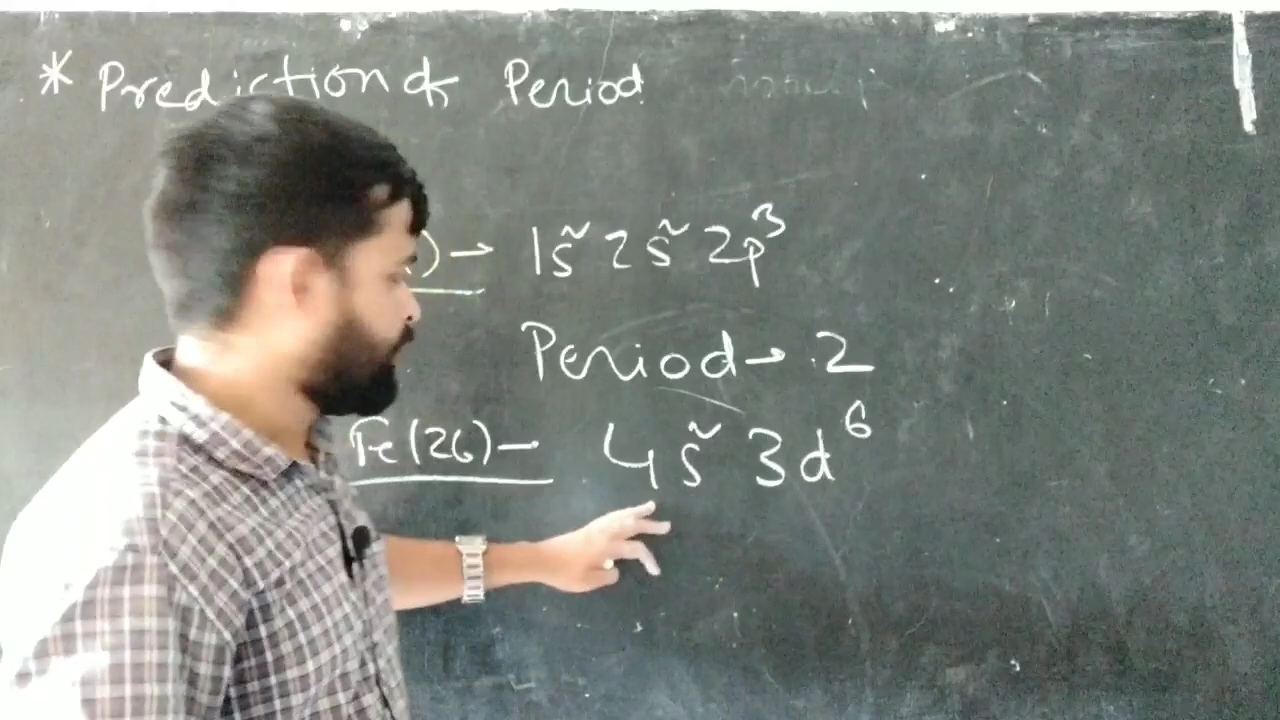 * Prediction of Period
) → 1s² 2s² 2p³
Period → 2
Fe(26) - 4s² 3d⁶